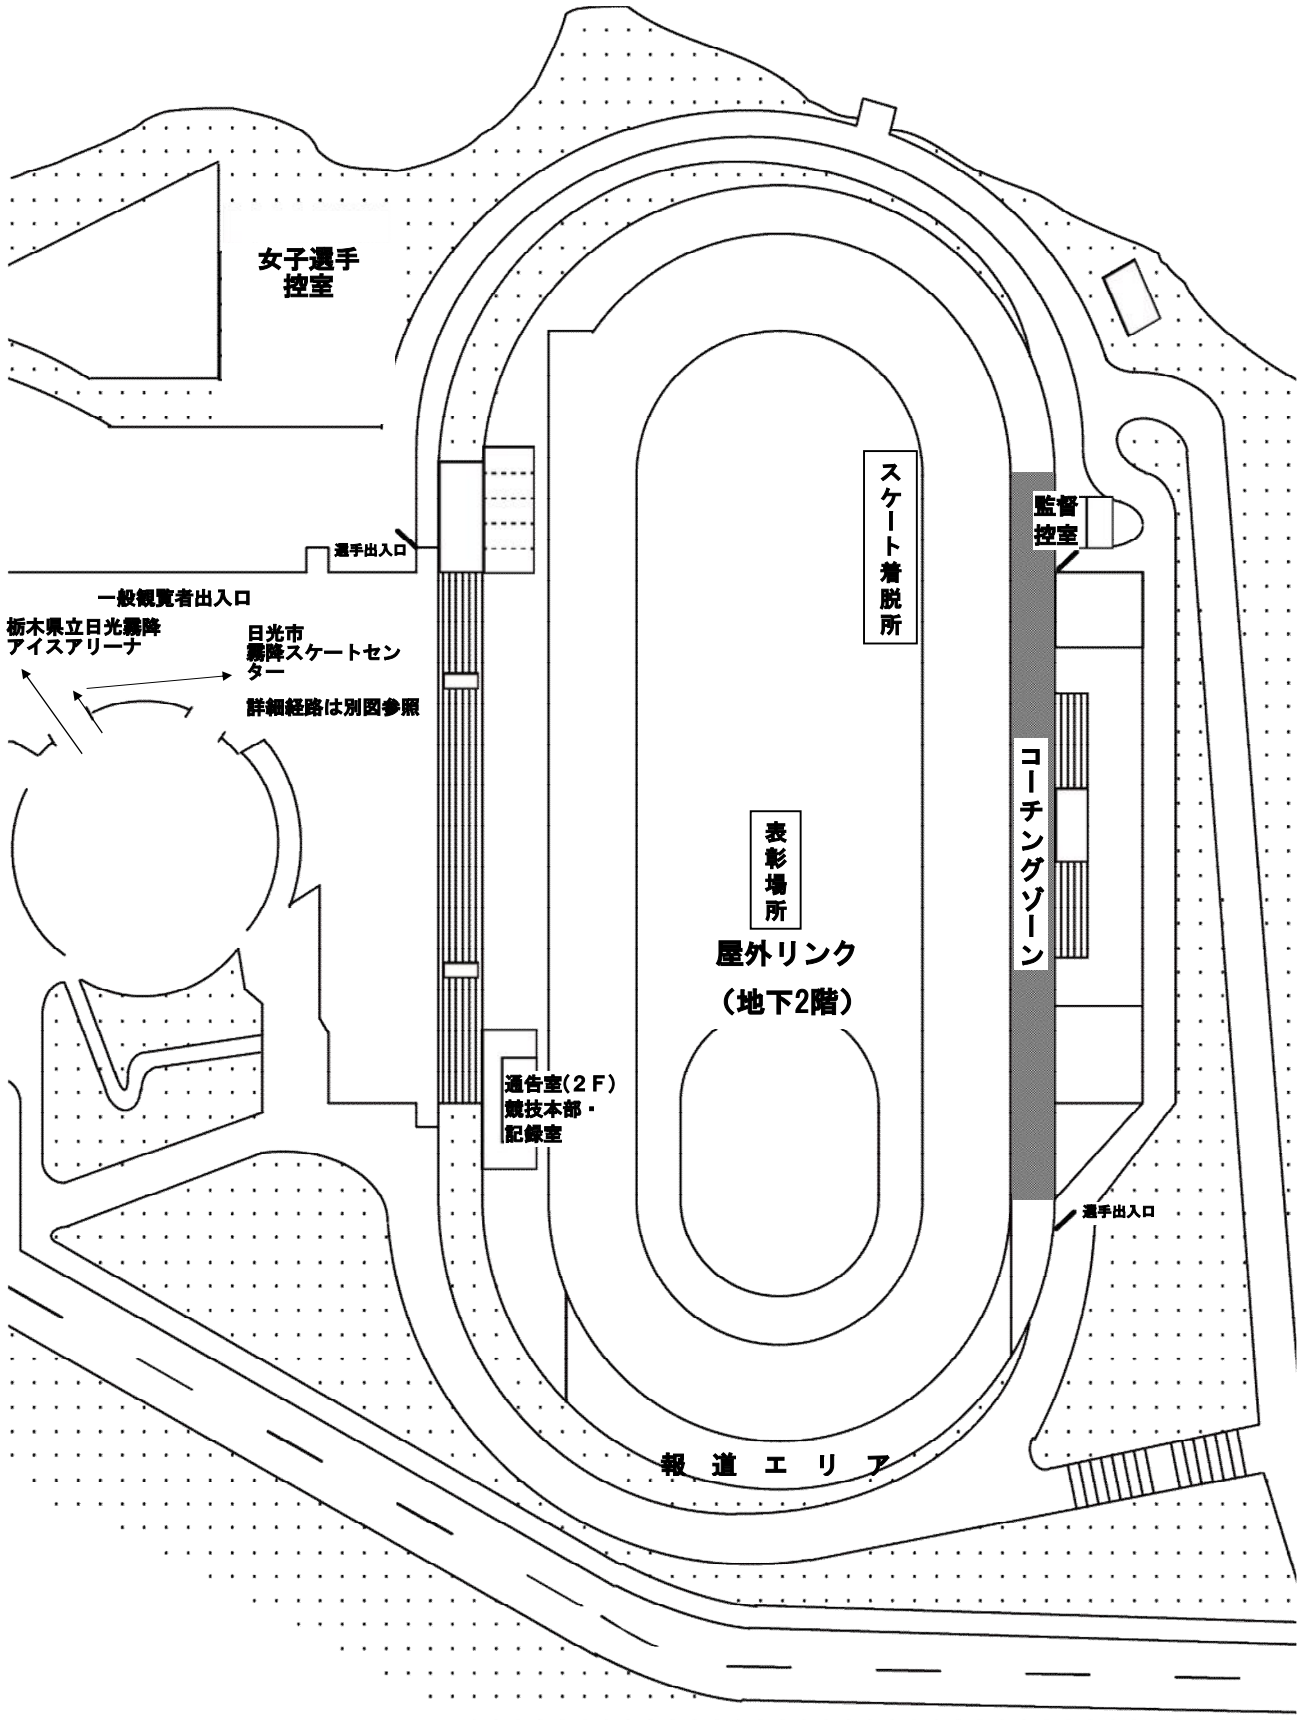 女子選手
控室
スケート着脱所
監督
控室
選手出入口
一般観覧者出入口
栃木県立日光霧降
アイスアリーナ
日光市
霧降スケートセン
ター
詳細経路は別図参照
コーチングゾーン
表彰場所
屋外リンク
（地下2階）
通告室(２Ｆ)
競技本部・
記録室
選手出入口
報道エリア